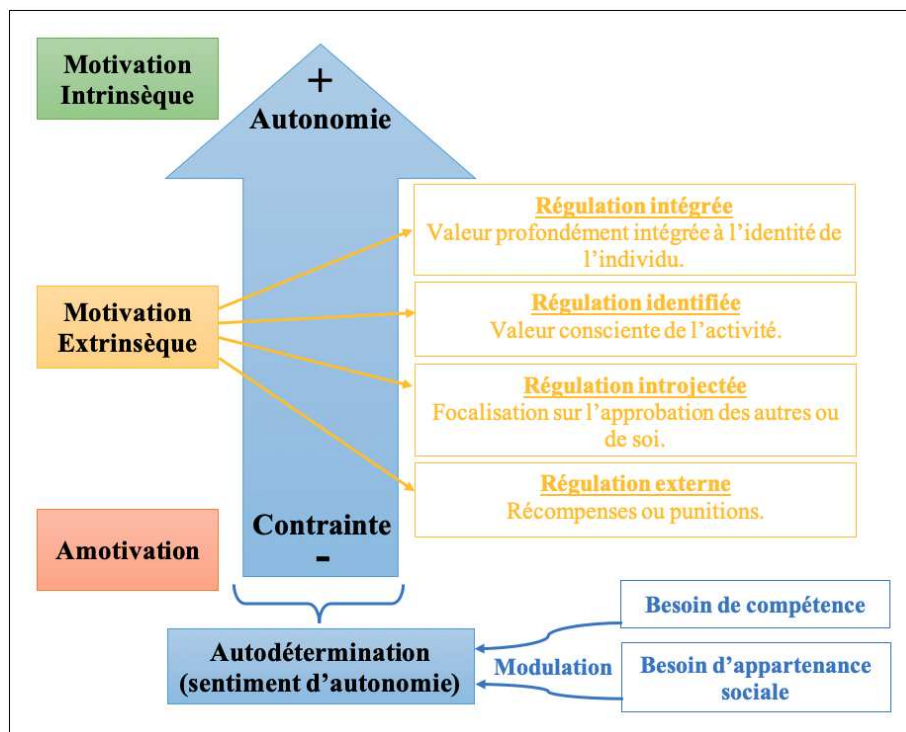 Motivation
Intrinsèque
+
Autonomie
Régulation intégrée
Valeur profondément intégrée à l'identité de
l'individu.
Motivation
Extrinsèque
Régulation identifiée
Valeur consciente de l'activité.
Régulation introjectée
Focalisation sur l'approbation des autres ou
de soi.
Régulation externe
Récompenses ou punitions.
Contrainte
-
Amotivation
Autodétermination
(sentiment d'autonomie)
Modulation
Besoin de compétence
Besoin d'appartenance
sociale